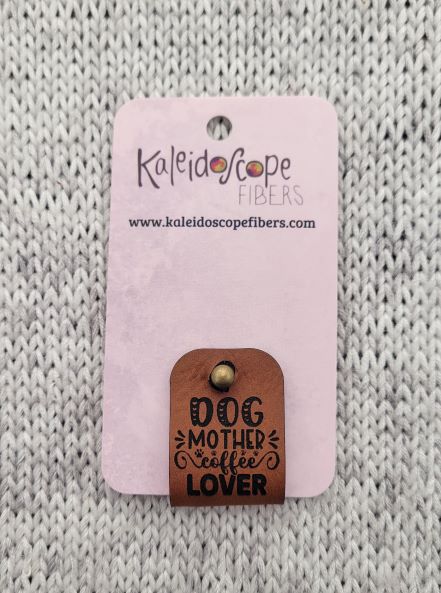 Kaleidoscope
FIBERS
www.kaleidoscopefibers.com
DOG
MOTHER
coffee
LOVER